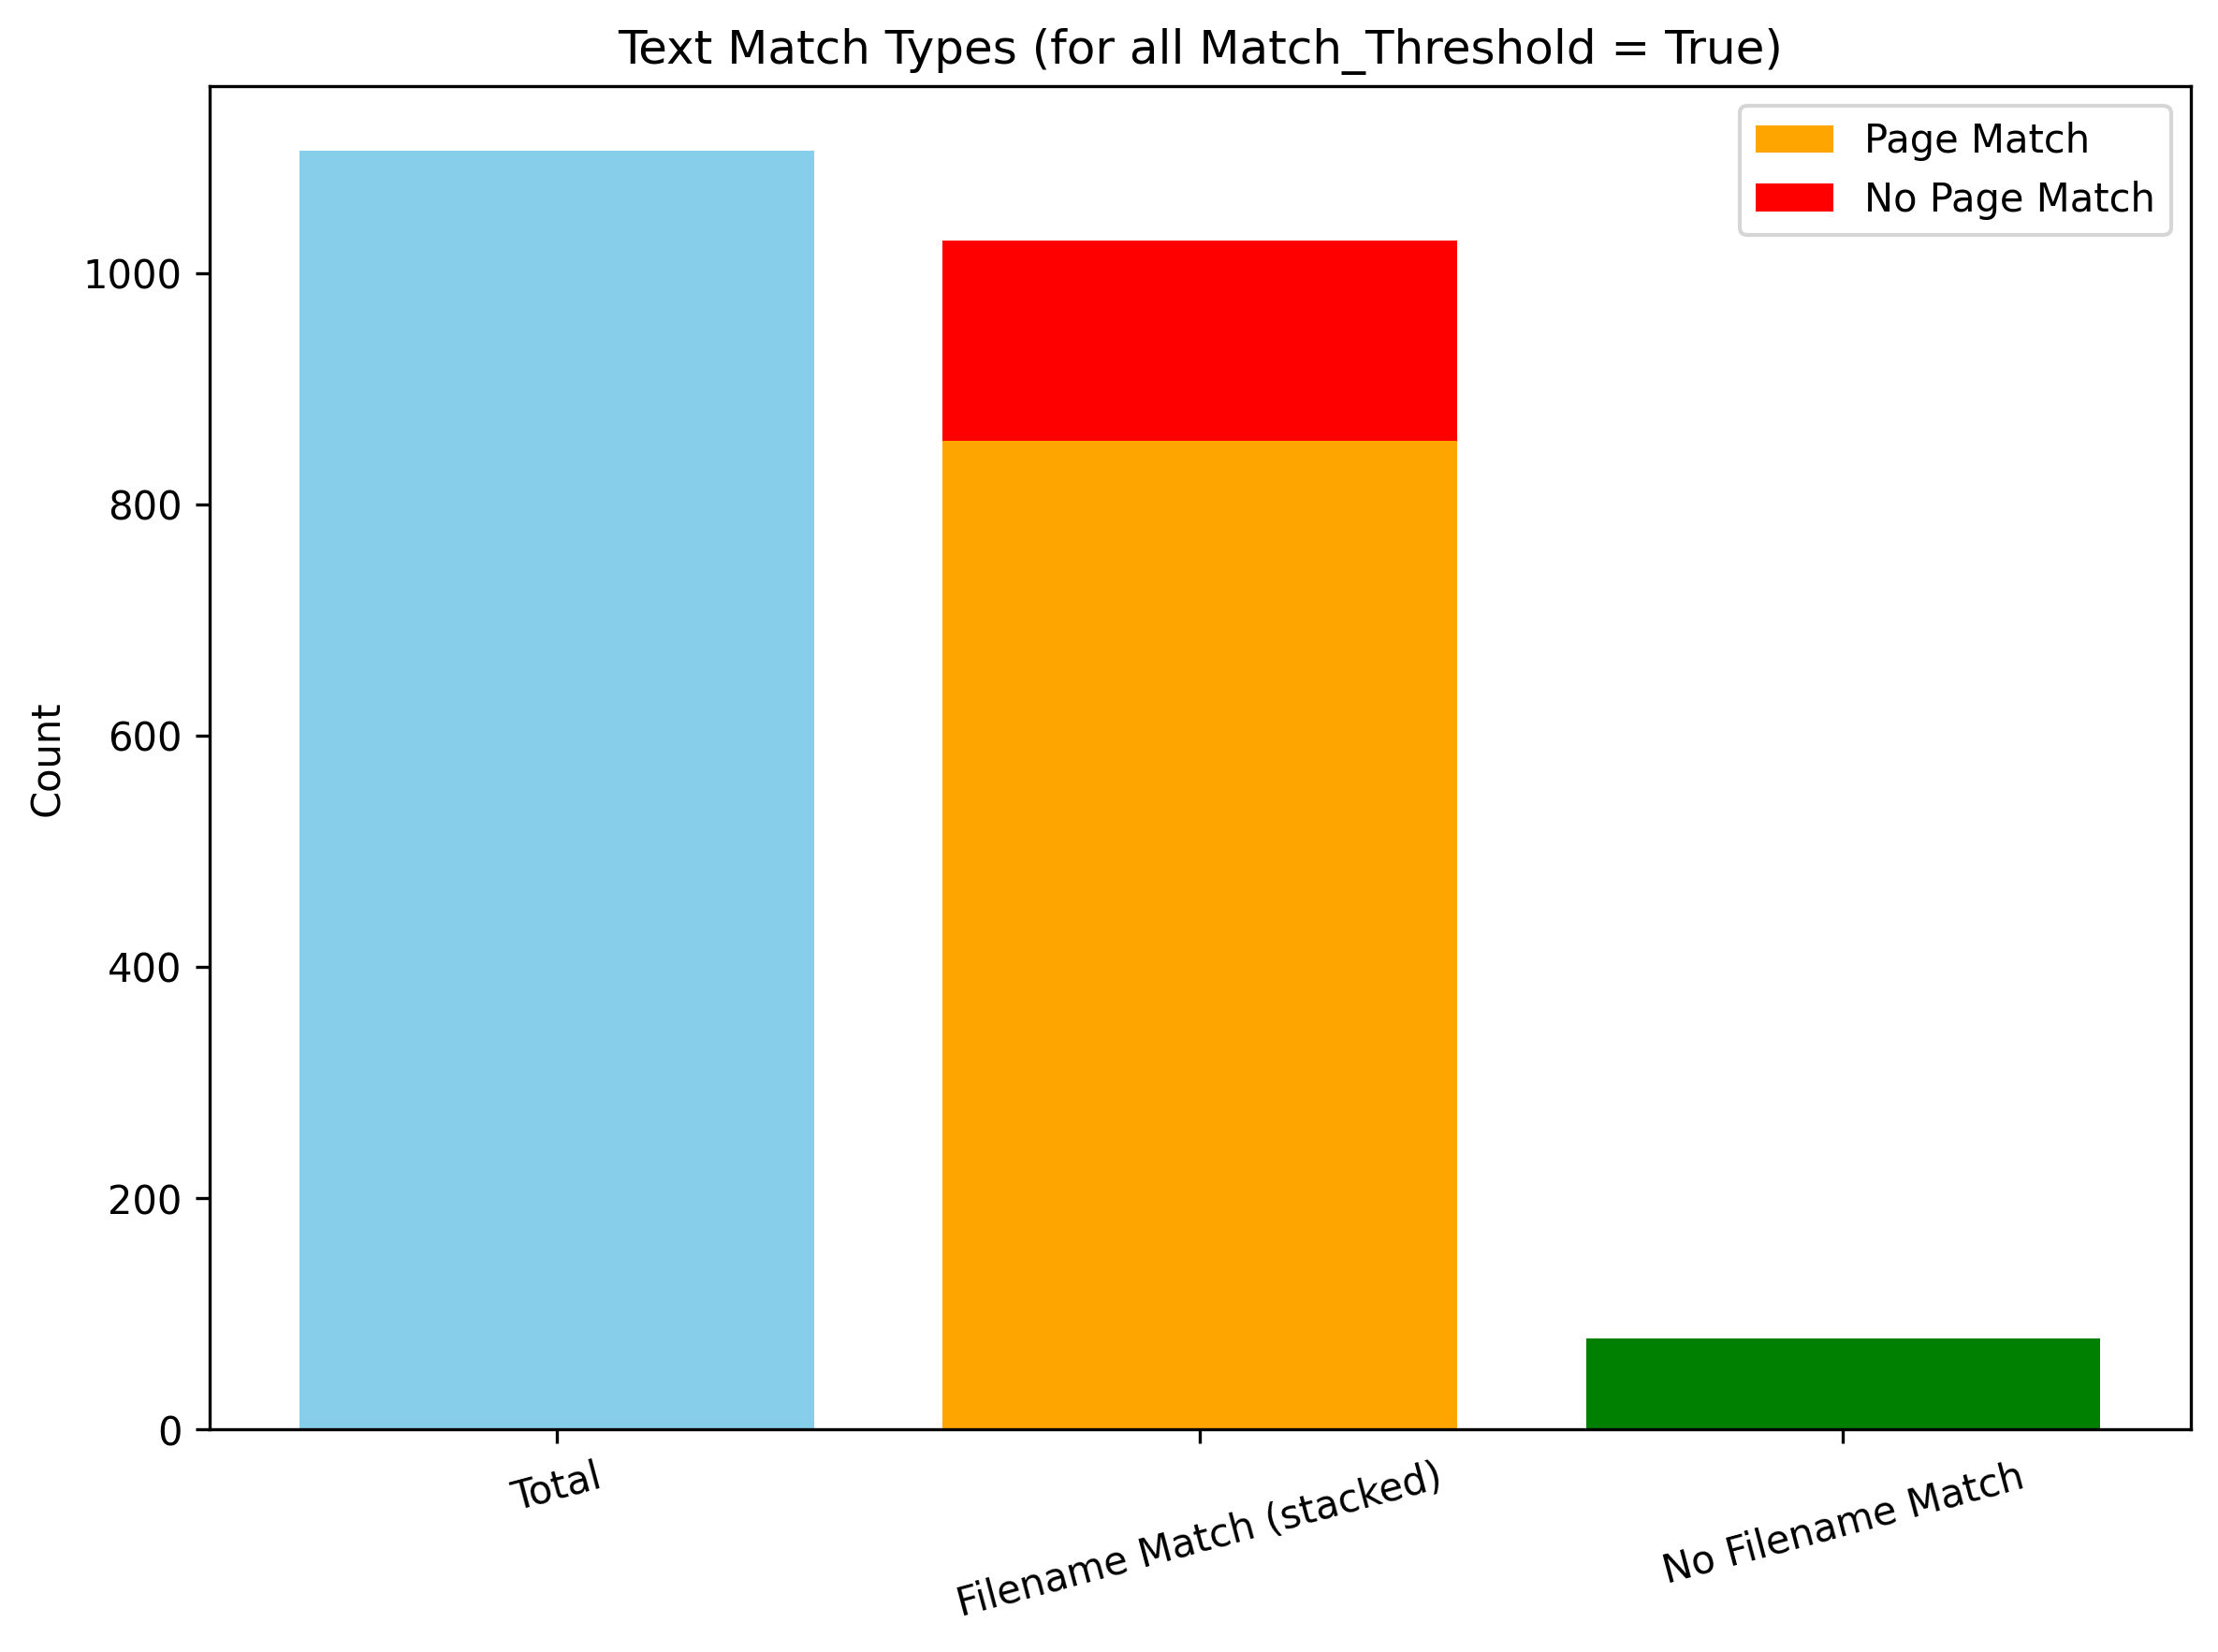 Text Match Types (for all Match_Threshold = True)
Page Match
No Page Match
Count
1000
800
600
400
200
0
Total
Filename Match (stacked)
No Filename Match